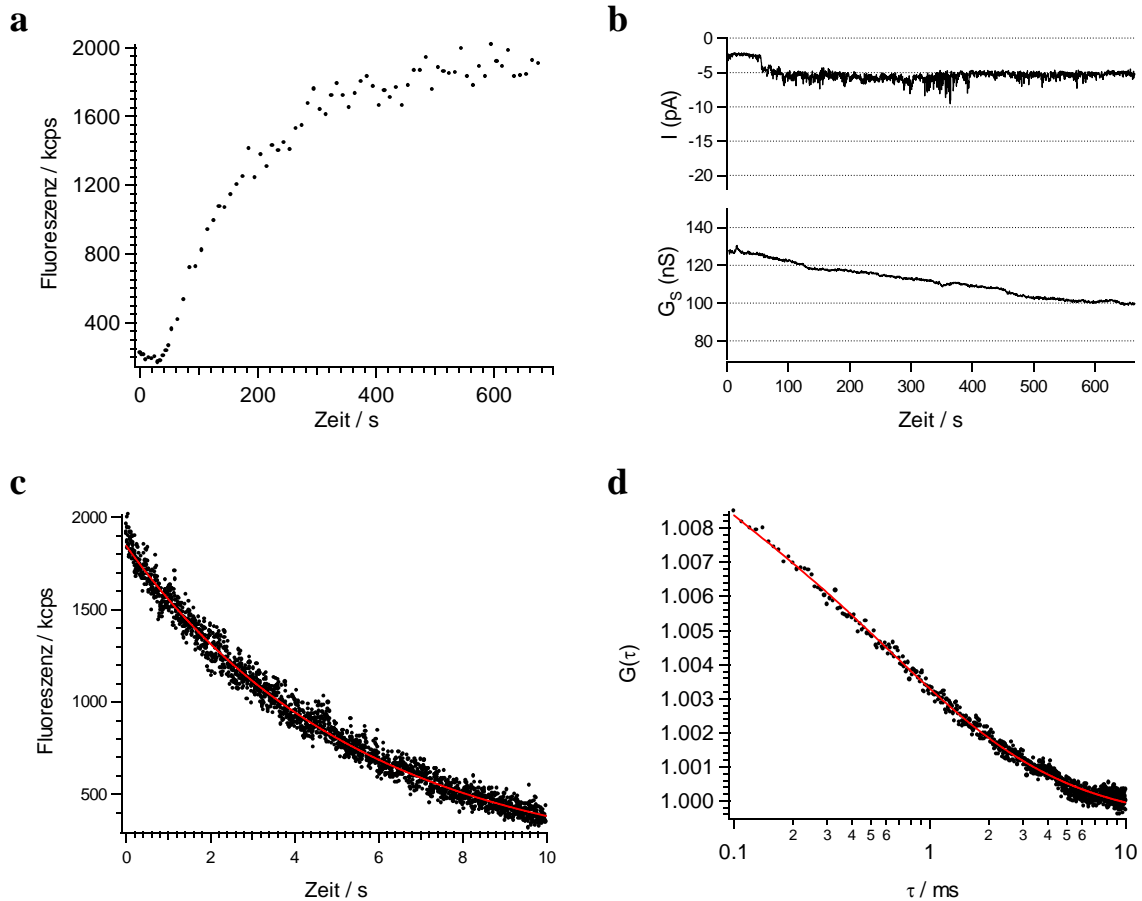 a
2000
1600
1200
800
400
Fluoreszenz / kcps
0 200 400 600
Zeit / s
b
0
-5
-10
-15
-20
I (pA)
140
120
100
80
G_S (nS)
0 100 200 300 400 500 600
Zeit / s
c
2000
1500
1000
500
Fluoreszenz / kcps
0 2 4 6 8 10
Zeit / s
d
1.008
1.007
1.006
1.005
1.004
1.003
1.002
1.001
1.000
G(τ)
0.1 2 3 4 5 6 1 2 3 4 5 6 10
τ / ms